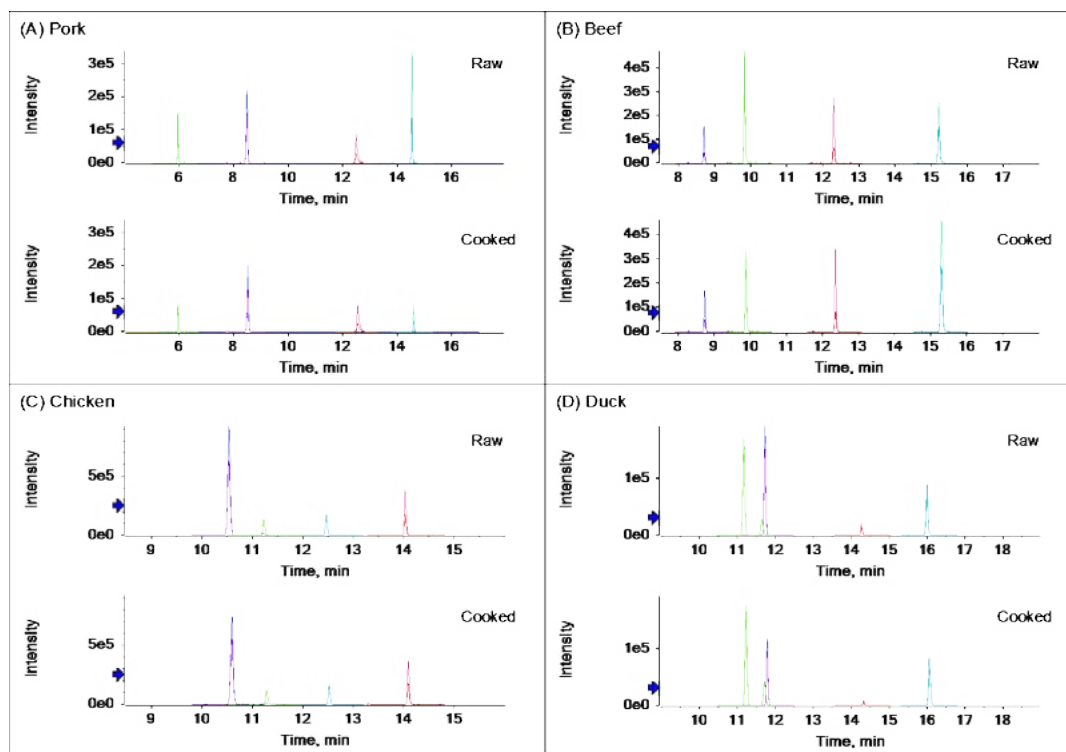 (A) Pork
Raw
Intensity
3e5
2e5
1e5
0e0
6 8 10 12 14 16
Time, min
Cooked
Intensity
3e5
2e5
1e5
0e0
6 8 10 12 14 16
Time, min
(B) Beef
Raw
Intensity
4e5
3e5
2e5
1e5
0e0
8 9 10 11 12 13 14 15 16 17
Time, min
Cooked
Intensity
4e5
3e5
2e5
1e5
0e0
8 9 10 11 12 13 14 15 16 17
Time, min
(C) Chicken
Raw
Intensity
5e5
0e0
9 10 11 12 13 14 15
Time, min
Cooked
Intensity
5e5
0e0
9 10 11 12 13 14 15
Time, min
(D) Duck
Raw
Intensity
1e5
0e0
10 11 12 13 14 15 16 17 18
Time, min
Cooked
Intensity
1e5
0e0
10 11 12 13 14 15 16 17 18
Time, min